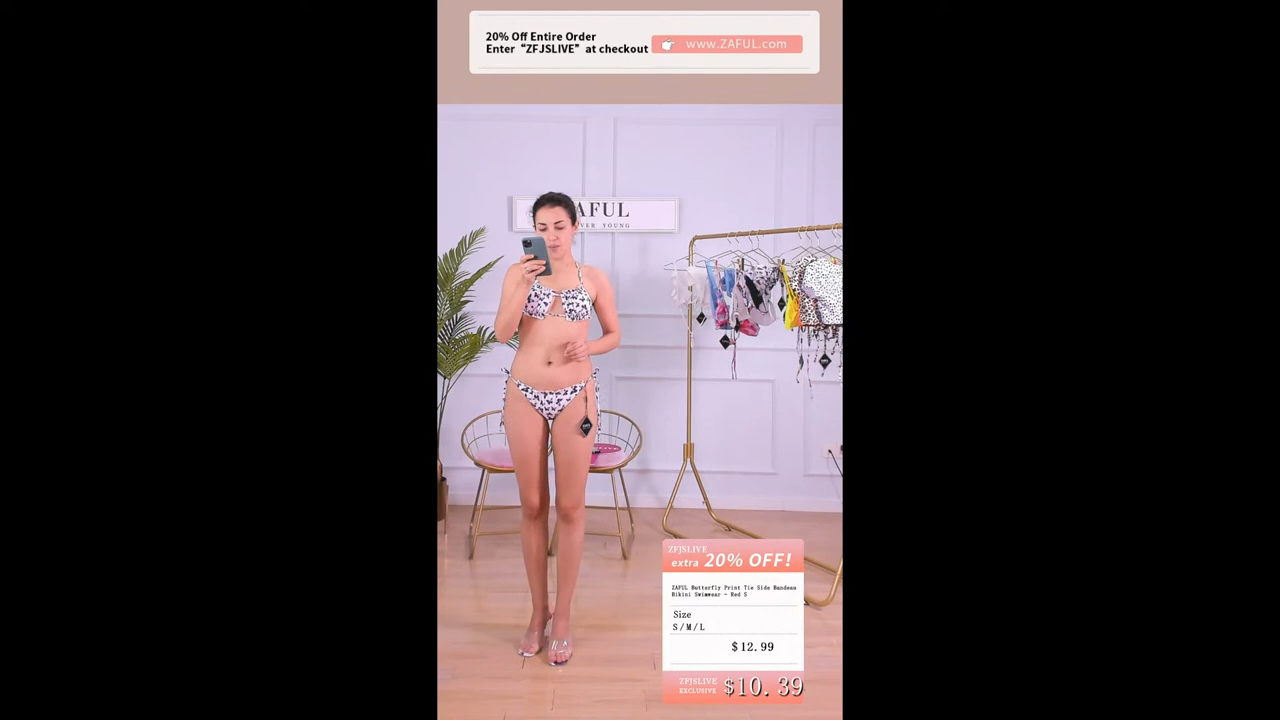 20% Off Entire Order
Enter “ZFJSLIVE” at checkout
www.ZAFUL.com
AFUL
VER YOUNG
ZFJSLIVE
extra 20% OFF!
ZAFUL Butterfly Print Tie Side Bandeau
Bikini Swimwear - Red S
Size
S/M/L
$12.99
ZFJSLIVE
EXCLUSIVE $10.39